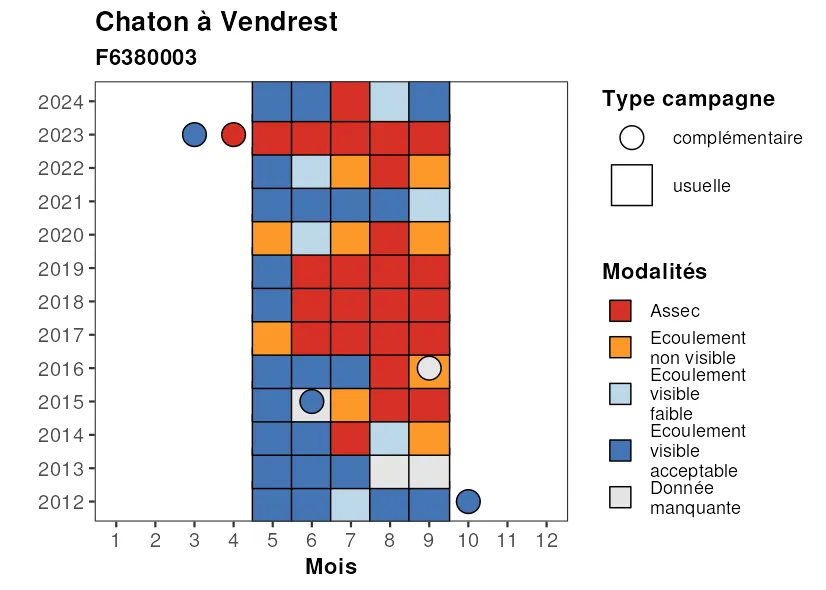 Chaton à Vendrest
F6380003
2024
2023
2022
2021
2020
2019
2018
2017
2016
2015
2014
2013
2012
1 2 3 4 5 6 7 8 9 10 11 12
Mois
Type campagne
complémentaire
usuelle
Modalités
Assec
Ecoulement
non visible
Ecoulement
visible
faible
Ecoulement
visible
acceptable
Donnée
manquante